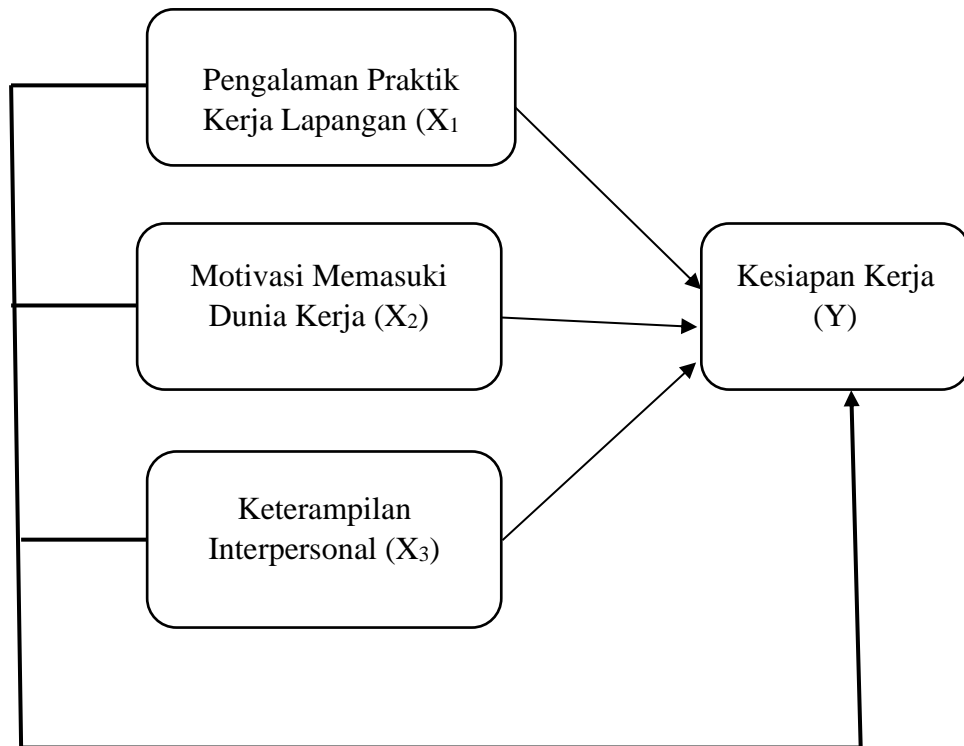 Pengalaman Praktik
Kerja Lapangan (X₁
Motivasi Memasuki
Dunia Kerja (X₂)
Kesiapan Kerja
(Y)
Keterampilan
Interpersonal (X₃)